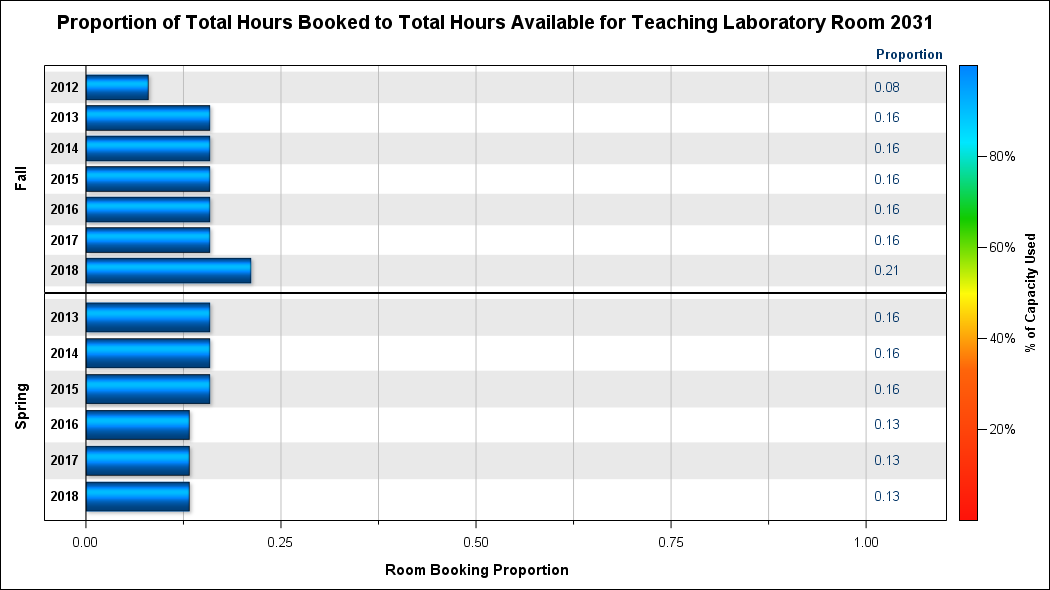 Proportion of Total Hours Booked to Total Hours Available for Teaching Laboratory Room 2031
Proportion
Fall
2012 0.08
2013 0.16
2014 0.16
2015 0.16
2016 0.16
2017 0.16
2018 0.21
Spring
2013 0.16
2014 0.16
2015 0.16
2016 0.13
2017 0.13
2018 0.13
0.00 0.25 0.50 0.75 1.00
Room Booking Proportion
80%
60%
40%
20%
% of Capacity Used